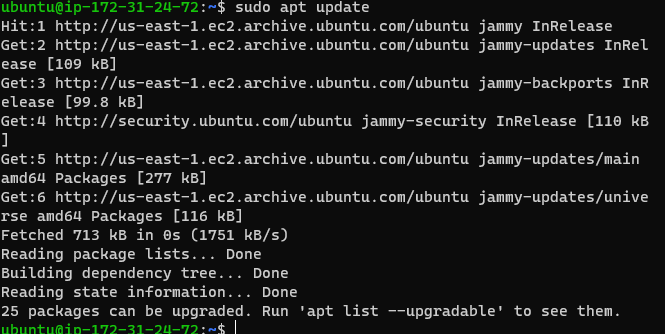 ubuntu@ip-172-31-24-72:~$ sudo apt update
Hit:1 http://us-east-1.ec2.archive.ubuntu.com/ubuntu jammy InRelease
Get:2 http://us-east-1.ec2.archive.ubuntu.com/ubuntu jammy-updates InRel
ease [109 kB]
Get:3 http://us-east-1.ec2.archive.ubuntu.com/ubuntu jammy-backports InR
elease [99.8 kB]
Get:4 http://security.ubuntu.com/ubuntu jammy-security InRelease [110 kB
]
Get:5 http://us-east-1.ec2.archive.ubuntu.com/ubuntu jammy-updates/main
amd64 Packages [277 kB]
Get:6 http://us-east-1.ec2.archive.ubuntu.com/ubuntu jammy-updates/unive
rse amd64 Packages [116 kB]
Fetched 713 kB in 0s (1751 kB/s)
Reading package lists... Done
Building dependency tree... Done
Reading state information... Done
25 packages can be upgraded. Run 'apt list --upgradable' to see them.
ubuntu@ip-172-31-24-72:~$